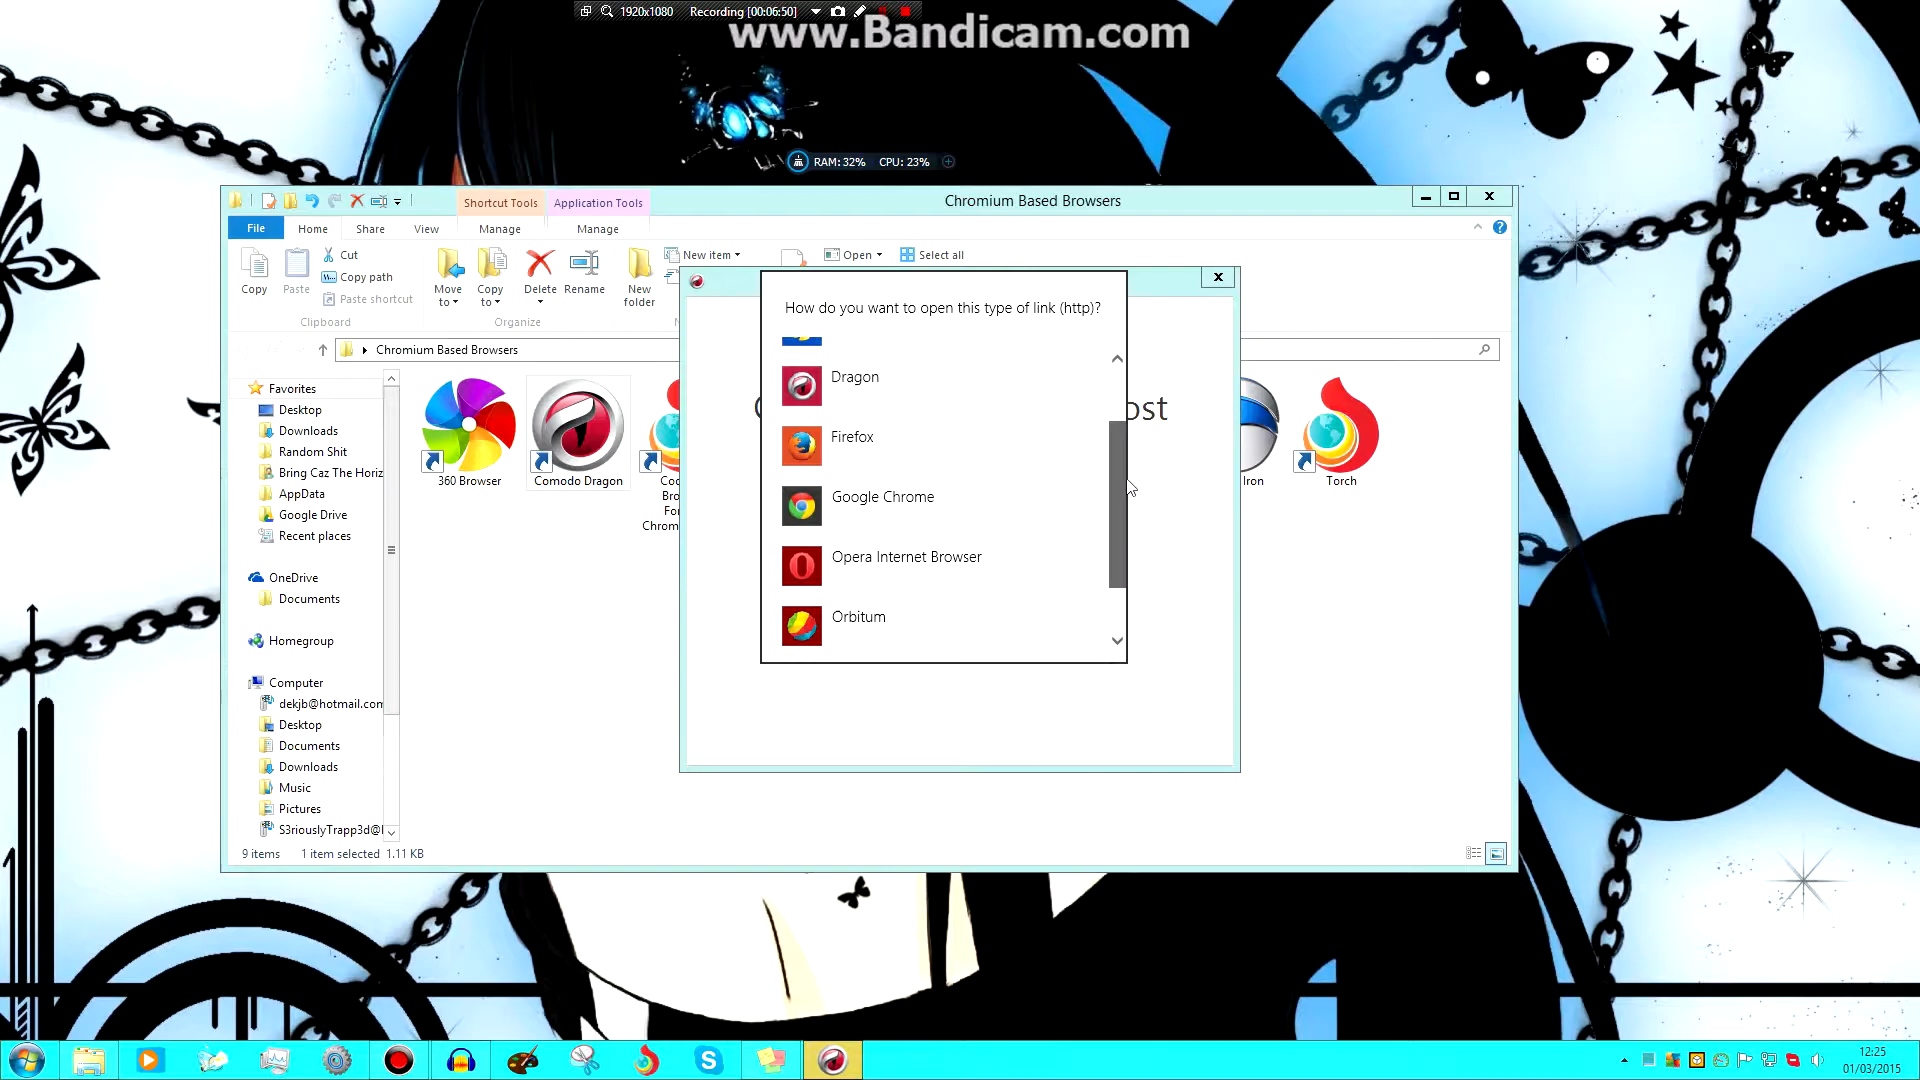 1920x1080 Recording [00:06:50]
www.Bandicam.com
RAM: 32% CPU: 23%
Shortcut Tools Application Tools Chromium Based Browsers
File Home Share View Manage Manage
Copy Paste Cut
Copy path
Paste shortcut
Clipboard
Move to Copy to Delete Rename
Organize
New folder
New item
Open Select all
Chromium Based Browsers
Favorites
Desktop
Downloads
Random Shit
Bring Caz The Horiz
AppData
Google Drive
Recent places
OneDrive
Documents
Homegroup
Computer
dekjb@hotmail.com
Desktop
Documents
Downloads
Music
Pictures
S3riouslyTrapp3d@
360 Browser
Comodo Dragon
Coo
Bro
For
Chrom
Iron
Torch
ost
How do you want to open this type of link (http)?
Dragon
Firefox
Google Chrome
Opera Internet Browser
Orbitum
9 items 1 item selected 1.11 KB
12:25
01/03/2015